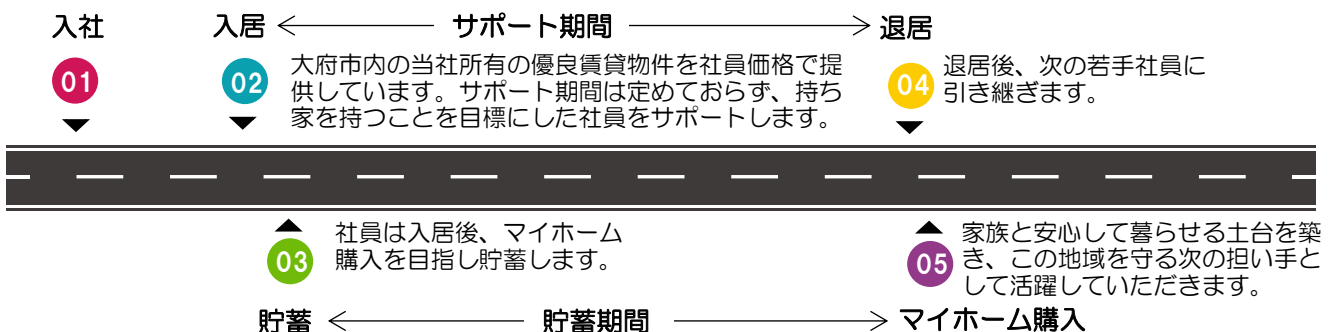 入社
入居
サポート期間
退居
01
02
大府市内の当社所有の優良賃貸物件を社員価格で提
供しています。サポート期間は定めておらず、持ち
家を持つことを目標にした社員をサポートします。
04
退居後、次の若手社員に
引き継ぎます。
03
社員は入居後、マイホーム
購入を目指し貯蓄します。
05
家族と安心して暮らせる土台を築
き、この地域を守る次の担い手と
して活躍していただきます。
貯蓄
貯蓄期間
マイホーム購入